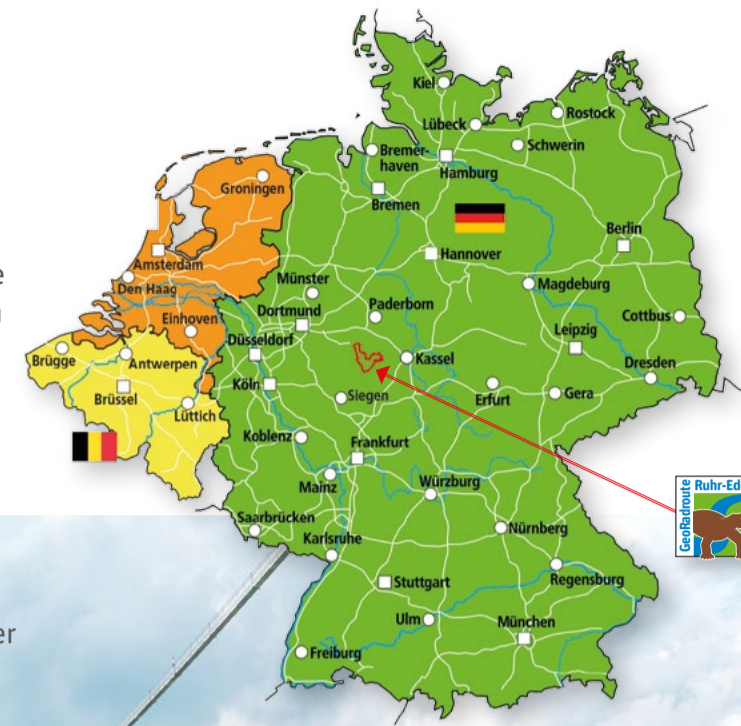 Kiel
Rostock
Lübeck
Schwerin
Bremer-
haven
Hamburg
Groningen
Bremen
Berlin
Hannover
Amsterdam
Den Haag
Münster
Magdeburg
Paderborn
Dortmund
Cottbus
Einhoven
Leipzig
Düsseldorf
Brügge
Antwerpen
Kassel
Dresden
Köln
Brüssel
Siegen
Erfurt
Gera
Lüttich
Koblenz
Frankfurt
Mainz
Würzburg
GeoRadroute
Ruhr-Ed
Saarbrücken
Karlsruhe
Nürnberg
Stuttgart
Regensburg
Ulm
München
Freiburg
er